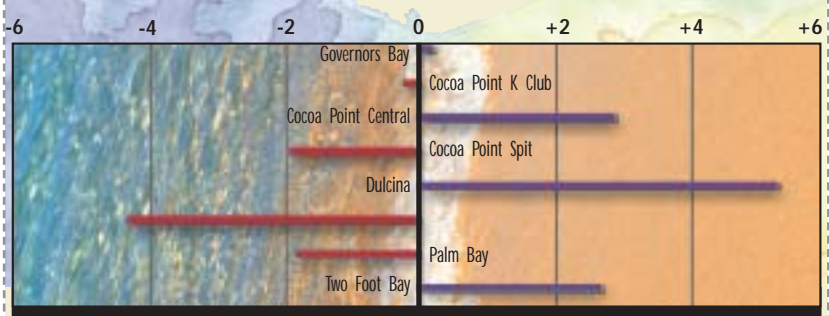 -6 -4 -2 0 +2 +4 +6
Governors Bay
Cocoa Point K Club
Cocoa Point Central
Cocoa Point Spit
Dulcina
Palm Bay
Two Foot Bay